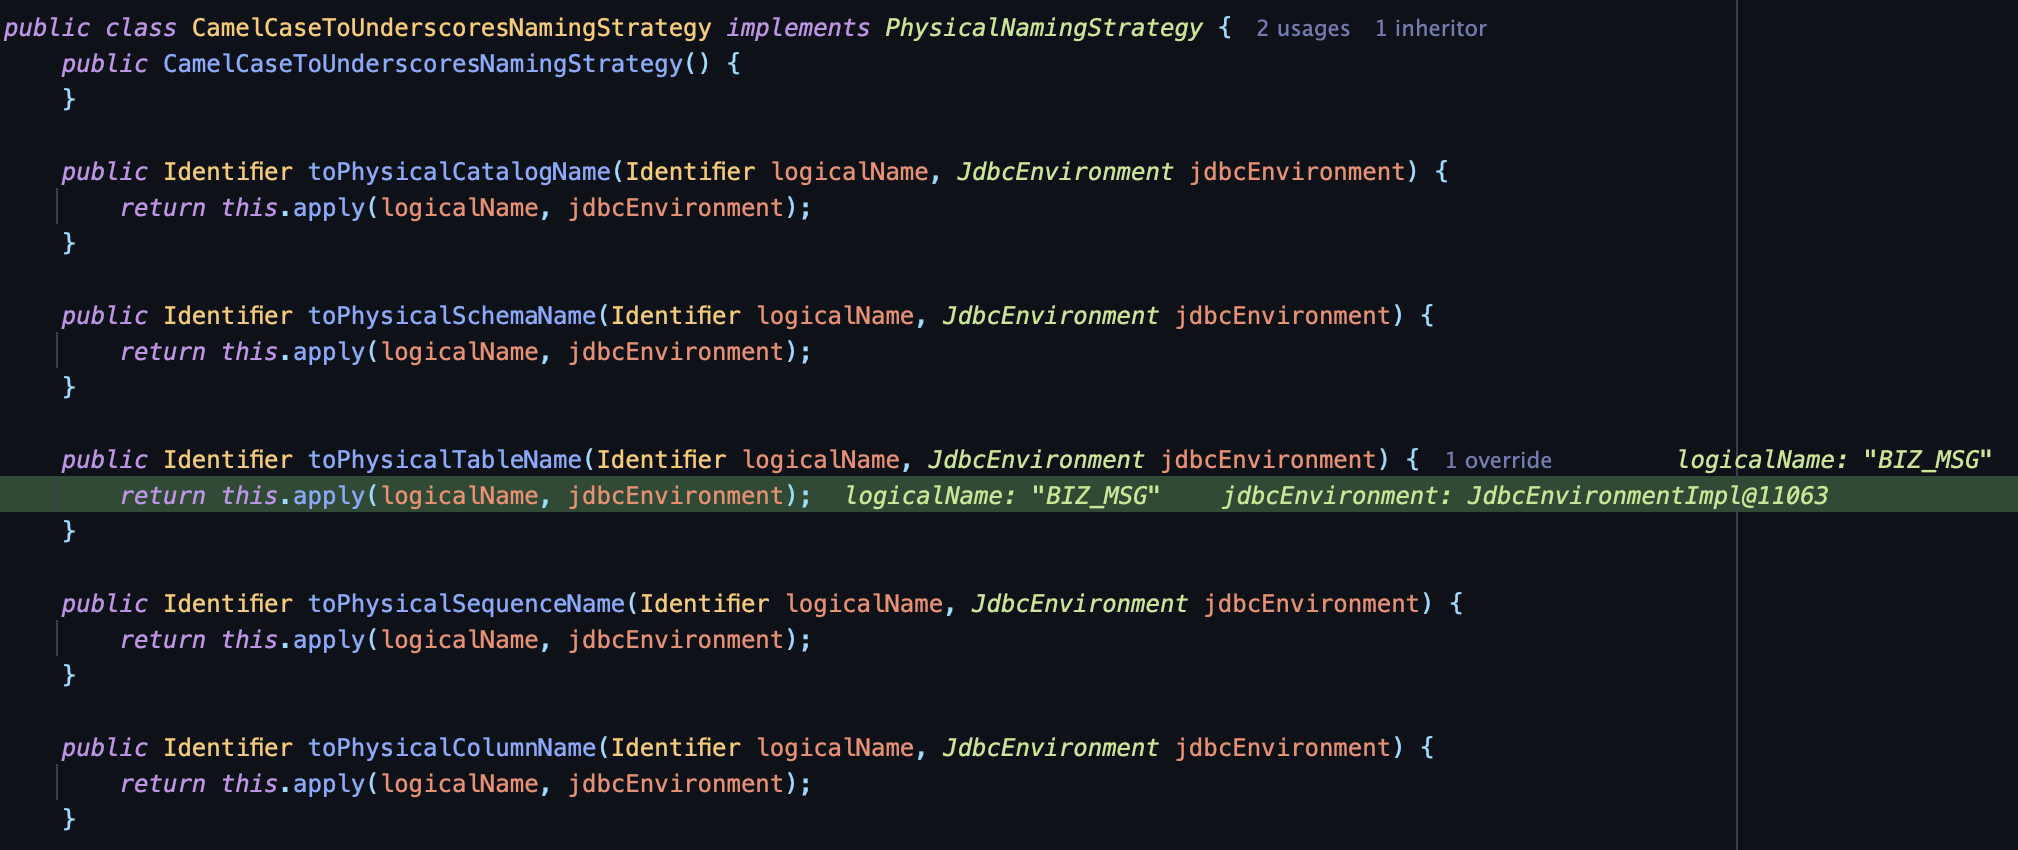 public class CamelCaseToUnderscoresNamingStrategy implements PhysicalNamingStrategy { 2 usages 1 inheritor
public CamelCaseToUnderscoresNamingStrategy() {
}
public Identifier toPhysicalCatalogName(Identifier logicalName, JdbcEnvironment jdbcEnvironment) {
return this.apply(logicalName, jdbcEnvironment);
}
public Identifier toPhysicalSchemaName(Identifier logicalName, JdbcEnvironment jdbcEnvironment) {
return this.apply(logicalName, jdbcEnvironment);
}
public Identifier toPhysicalTableName(Identifier logicalName, JdbcEnvironment jdbcEnvironment) { 1 override logicalName: "BIZ_MSG"
return this.apply(logicalName, jdbcEnvironment); logicalName: "BIZ_MSG" jdbcEnvironment: JdbcEnvironmentImpl@11063
}
public Identifier toPhysicalSequenceName(Identifier logicalName, JdbcEnvironment jdbcEnvironment) {
return this.apply(logicalName, jdbcEnvironment);
}
public Identifier toPhysicalColumnName(Identifier logicalName, JdbcEnvironment jdbcEnvironment) {
return this.apply(logicalName, jdbcEnvironment);
}